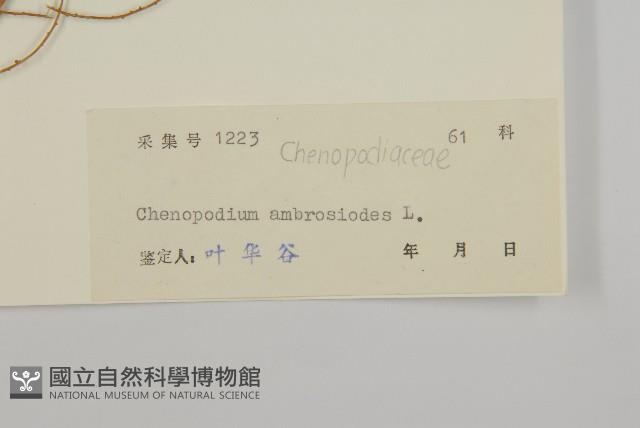 采集号 1223 Chenopodiaceae 61 科
Chenopodium ambrosiodes L.
鉴定人: 叶华谷 年 月 日
國立自然科學博物館
NATIONAL MUSEUM OF NATURAL SCIENCE